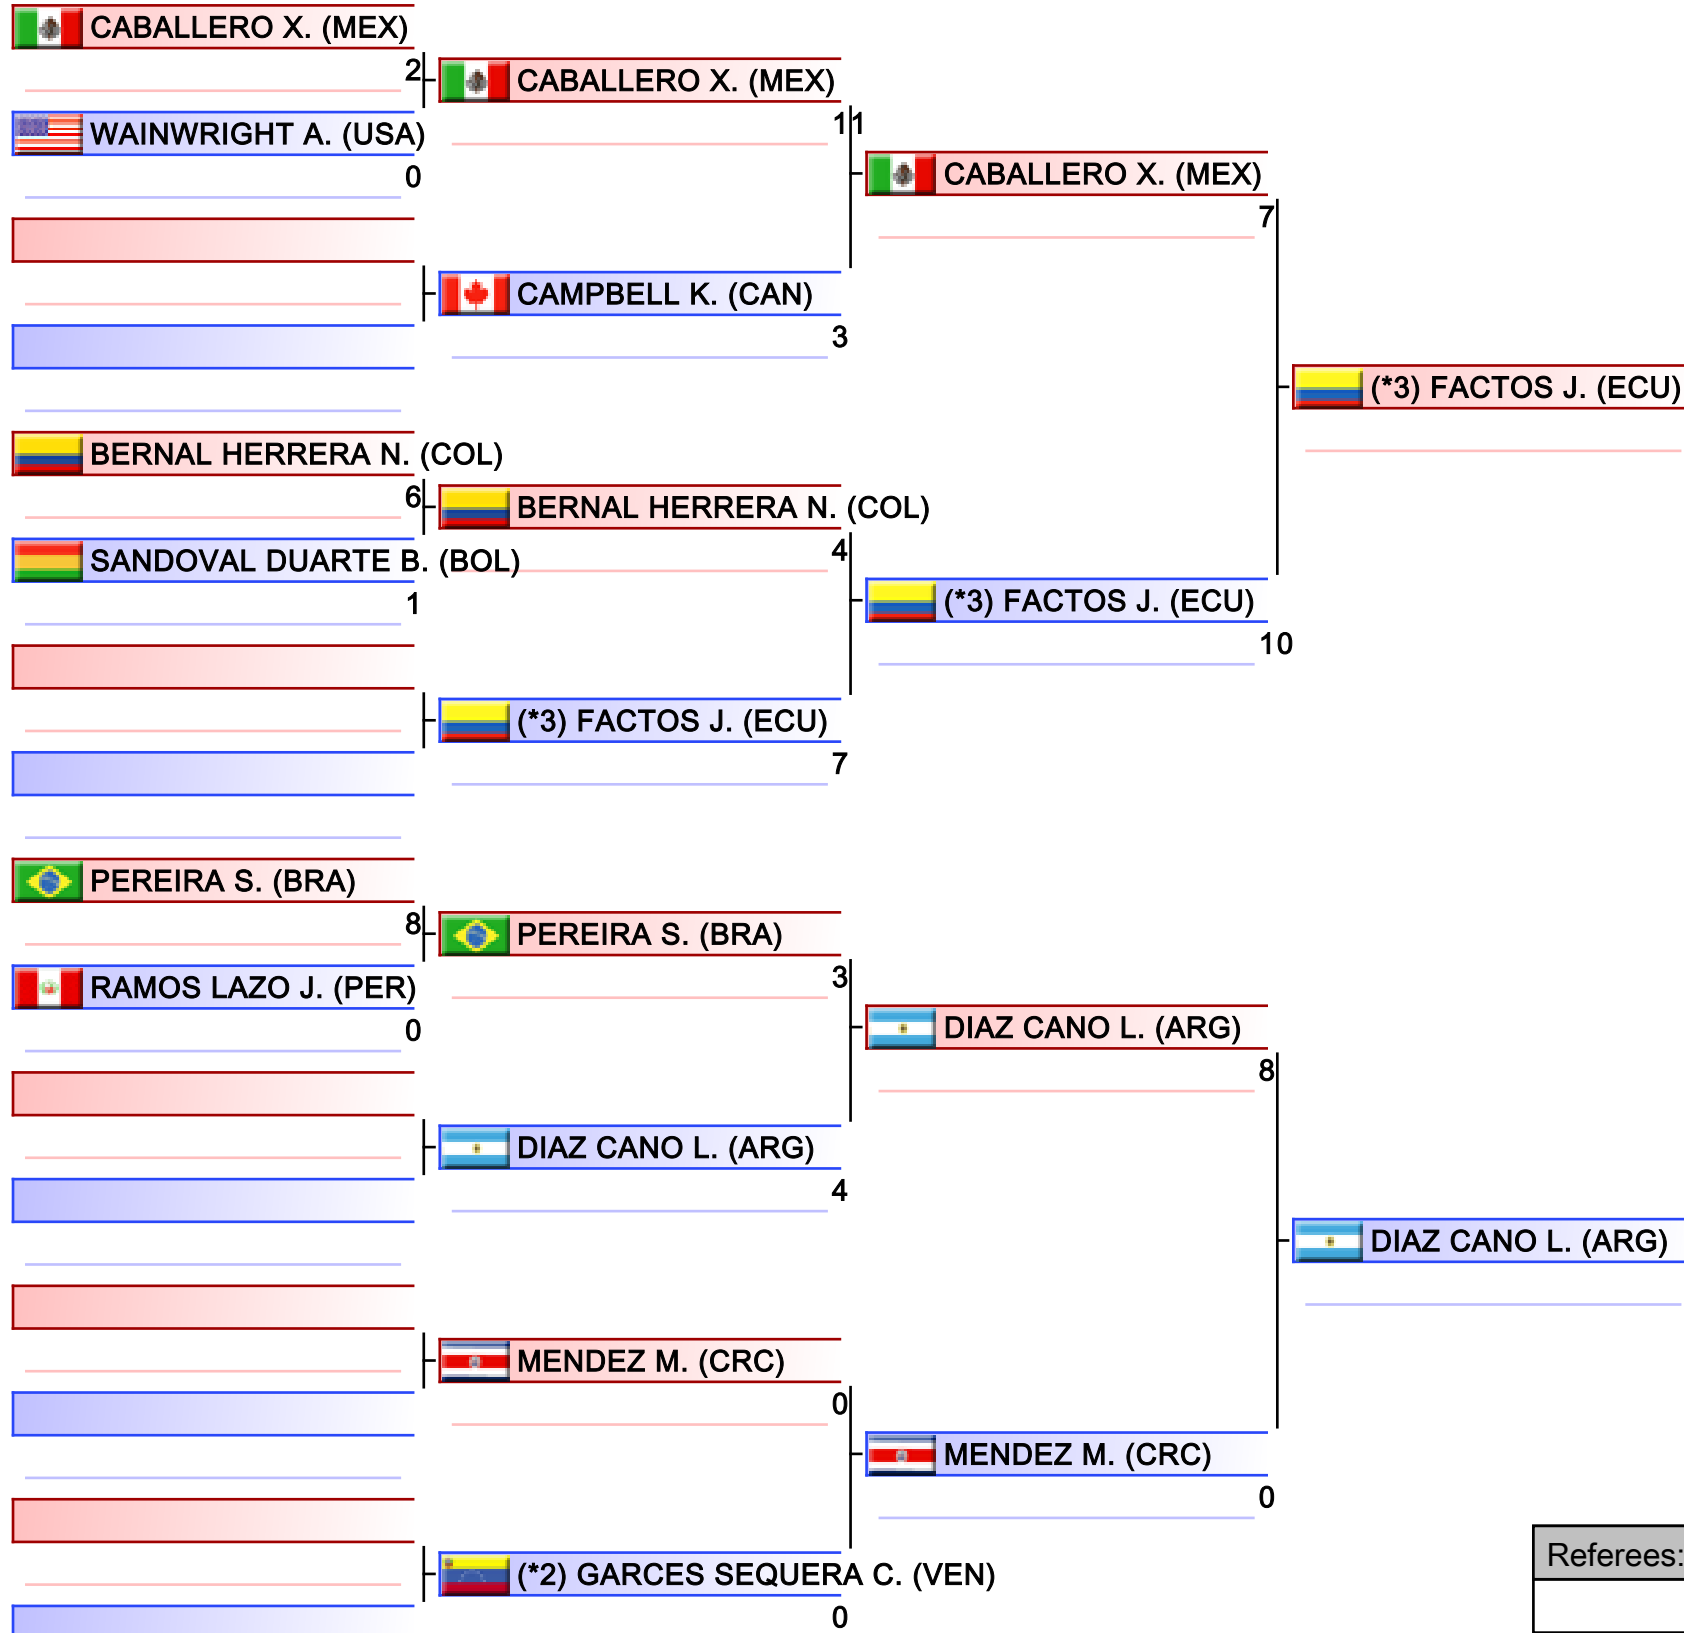 CABALLERO X. (MEX)
2
WAINWRIGHT A. (USA)
0
BERNAL HERRERA N. (COL)
6
SANDOVAL DUARTE B. (BOL)
1
PEREIRA S. (BRA)
8
RAMOS LAZO J. (PER)
0
CABALLERO X. (MEX)
11
CAMPBELL K. (CAN)
3
BERNAL HERRERA N. (COL)
4
(*3) FACTOS J. (ECU)
7
PEREIRA S. (BRA)
3
DIAZ CANO L. (ARG)
4
MENDEZ M. (CRC)
0
(*2) GARCES SEQUERA C. (VEN)
0
CABALLERO X. (MEX)
7
(*3) FACTOS J. (ECU)
10
DIAZ CANO L. (ARG)
8
MENDEZ M. (CRC)
0
(*3) FACTOS J. (ECU)
DIAZ CANO L. (ARG)
Referees: